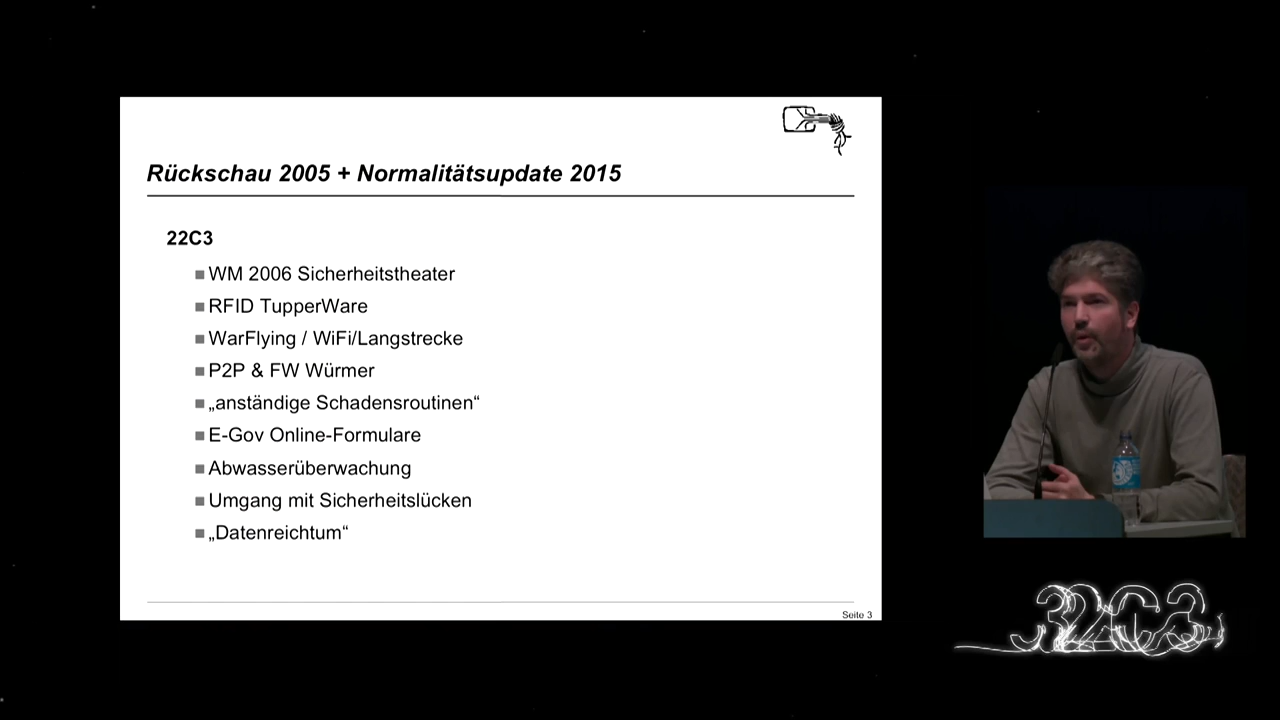 Rückschau 2005 + Normalitätsupdate 2015
22C3
WM 2006 Sicherheitstheater
RFID TupperWare
WarFlying / WiFi/Langstrecke
P2P & FW Würmer
„anständige Schadensroutinen“
E-Gov Online-Formulare
Abwasserüberwachung
Umgang mit Sicherheitslücken
„Datenreichtum“
Seite 3
32C3